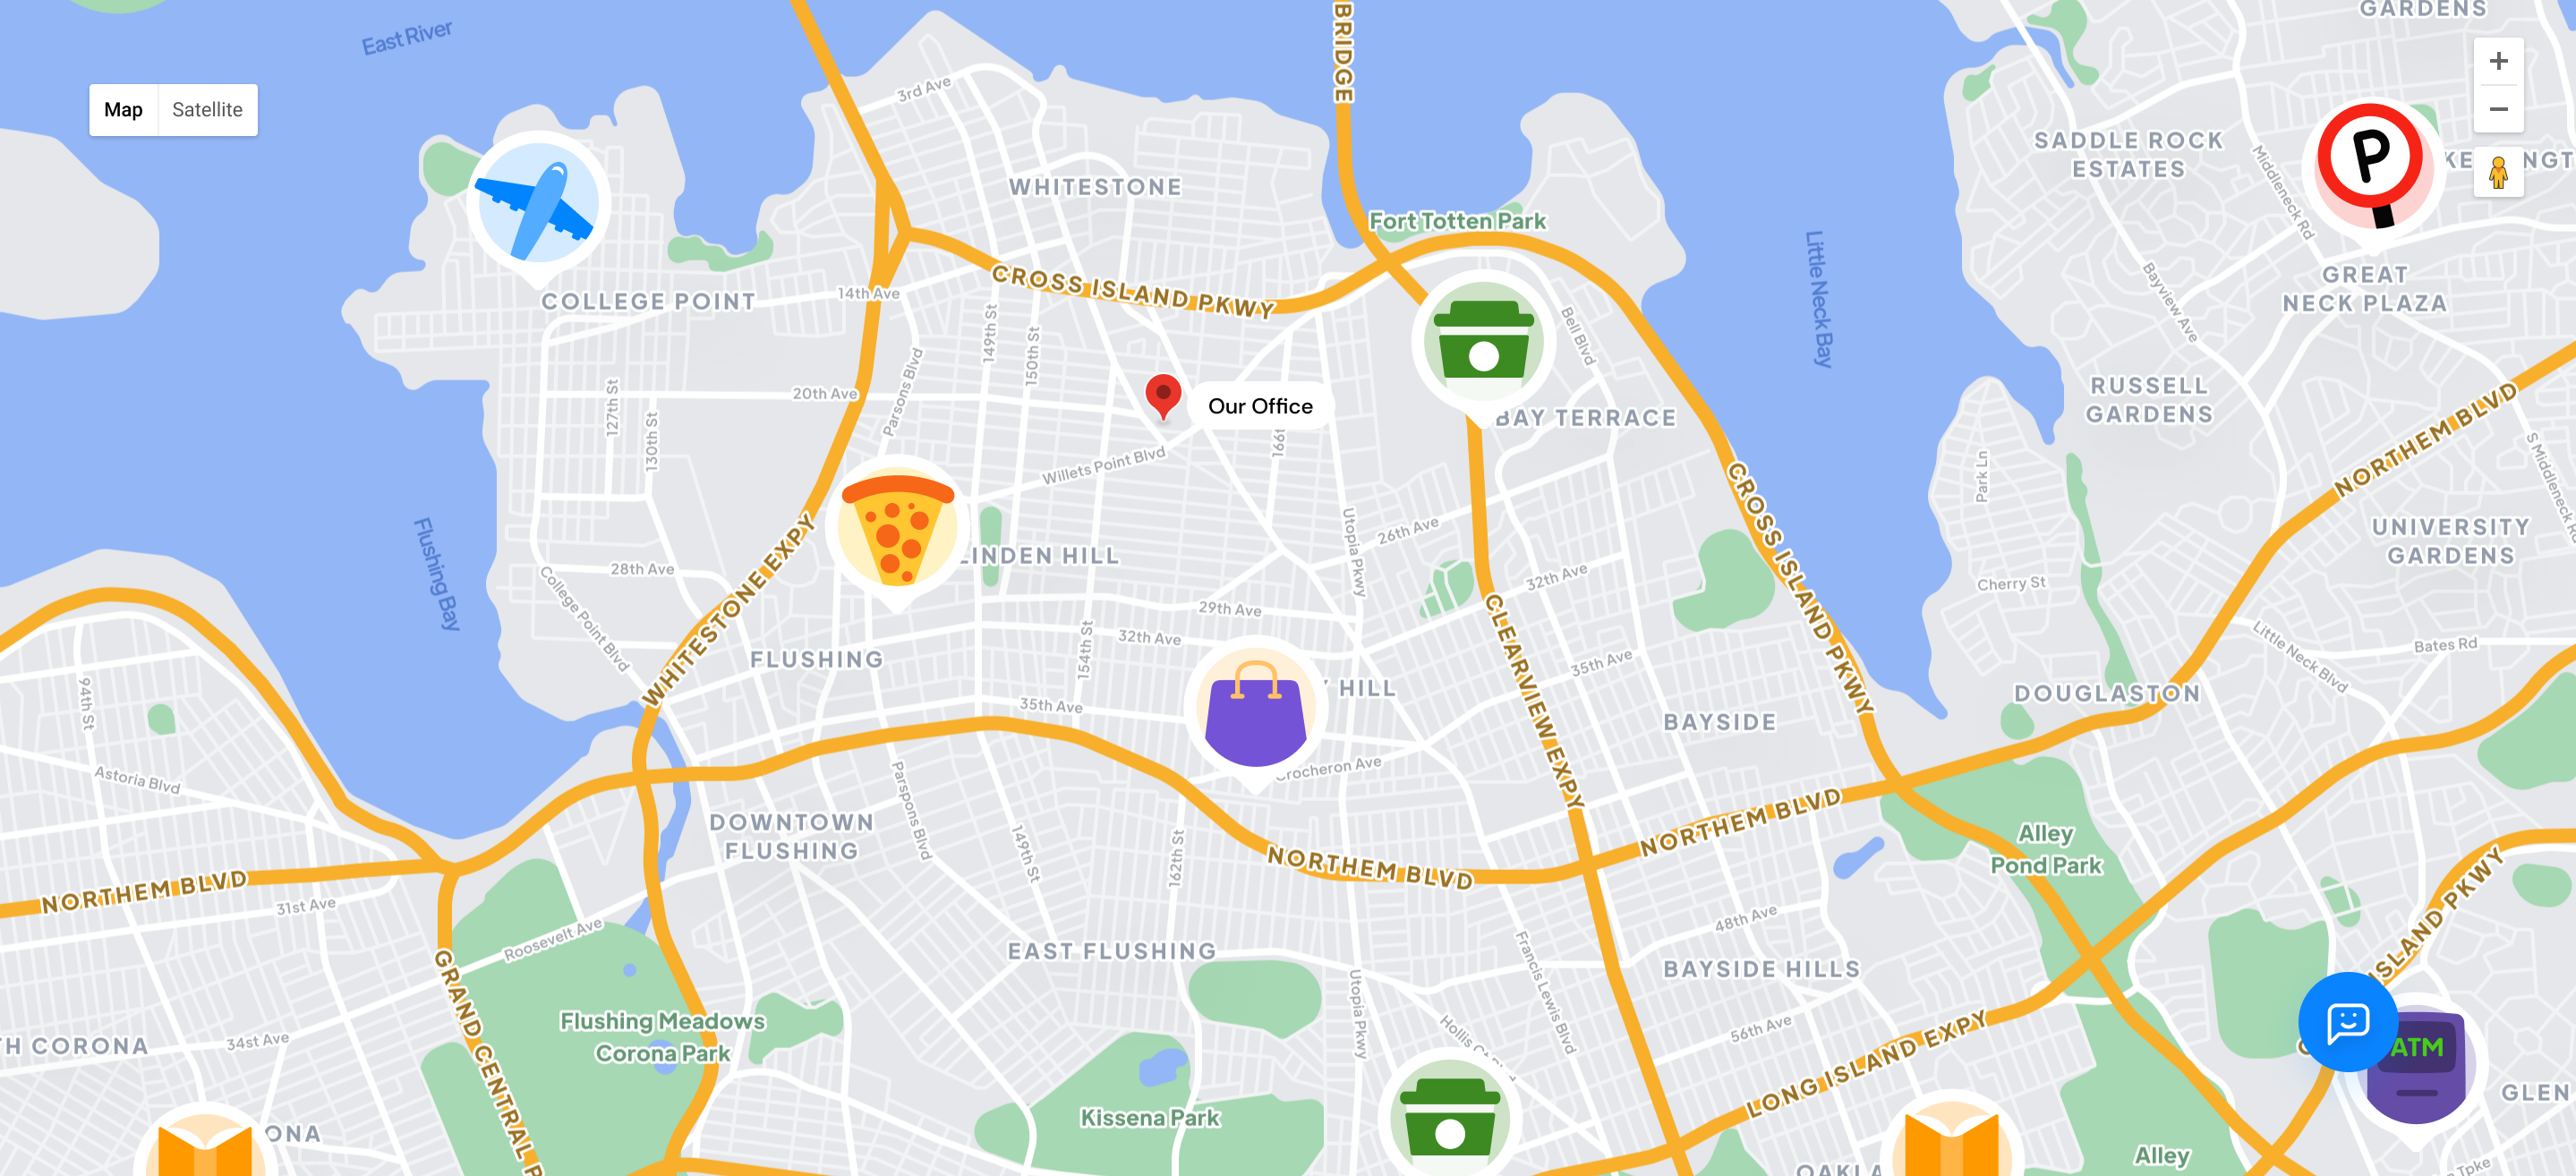 GARDENS
East River
BRIDGE
Map
Satellite
3rd Ave
SADDLE ROCK
ESTATES
P
Middleneck Rd
WHITESTONE
Fort Totten Park
Little Neck Bay
CROSS ISLAND PKWY
COLLEGE POINT
14th Ave
GREAT
NECK PLAZA
Bayview Ave
149th St
150th St
Bell Blvd
Parsons Blvd
20th Ave
127th St
130th St
Our Office
BAY TERRACE
RUSSELL
GARDENS
NORTHEM BLVD
Willets Point Blvd
Park Ln
CROSS ISLAND PKWY
WHITESTONE EXPY
Flushing Bay
Utopia Pkwy
26th Ave
UNIVERSITY
GARDENS
LINDEN HILL
28th Ave
College Point Blvd
32th Ave
Cherry St
29th Ave
32th Ave
154th St
CLEARVIEW EXPY
Little Neck Blvd
Bates Rd
FLUSHING
35th Ave
HILL
DOUGLASTON
94th St
35th Ave
BAYSIDE
Crocheron Ave
Astoria Blvd
Parspons Blvd
NORTHEM BLVD
DOWNTOWN
FLUSHING
149th St
162th St
Alley
Pond Park
NORTHEM BLVD
NORTHEM BLVD
31st Ave
Roosevelt Ave
48th Ave
ISLAND PKWY
EAST FLUSHING
Francis Lewis Blvd
BAYSIDE HILLS
GRAND CENTRAL P
Utopia Pkwy
Flushing Meadows
Corona Park
56th Ave
H CORONA
34st Ave
LONG ISLAND EXPY
ATM
GLEN
Kissena Park
ONA
Alley
OAKLA
Tpke